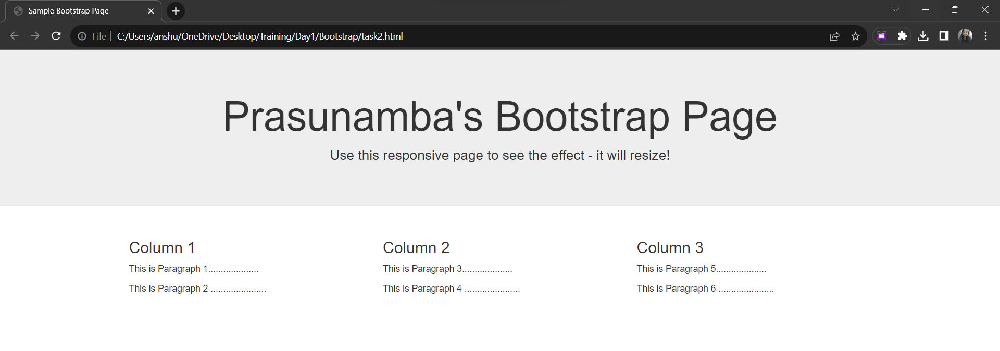 Sample Bootstrap Page
File C:/Users/anshu/OneDrive/Desktop/Training/Day1/Bootstrap/task2.html
Prasunamba's Bootstrap Page
Use this responsive page to see the effect - it will resize!
Column 1
This is Paragraph 1....................
This is Paragraph 2 ......................
Column 2
This is Paragraph 3....................
This is Paragraph 4 ......................
Column 3
This is Paragraph 5....................
This is Paragraph 6 ......................